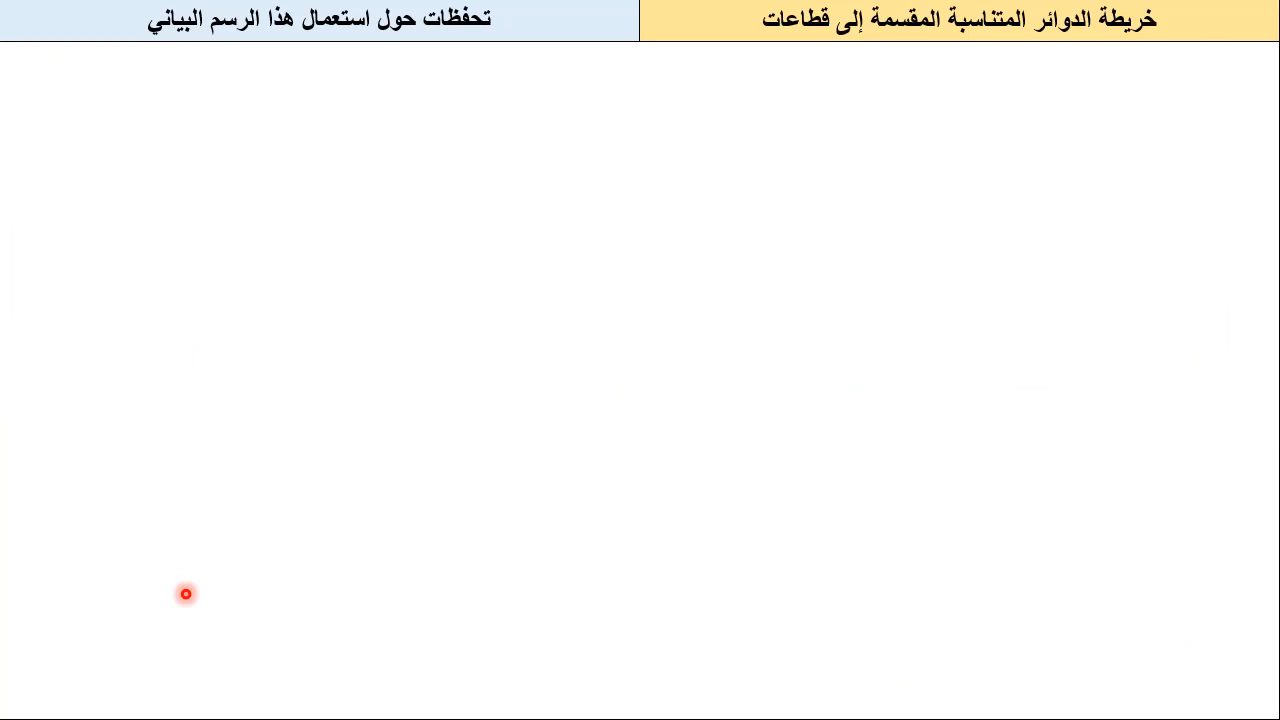 خريطة الدوائر المتناسبة المقسمة إلى قطاعات
تحفظات حول استعمال هذا الرسم البياني